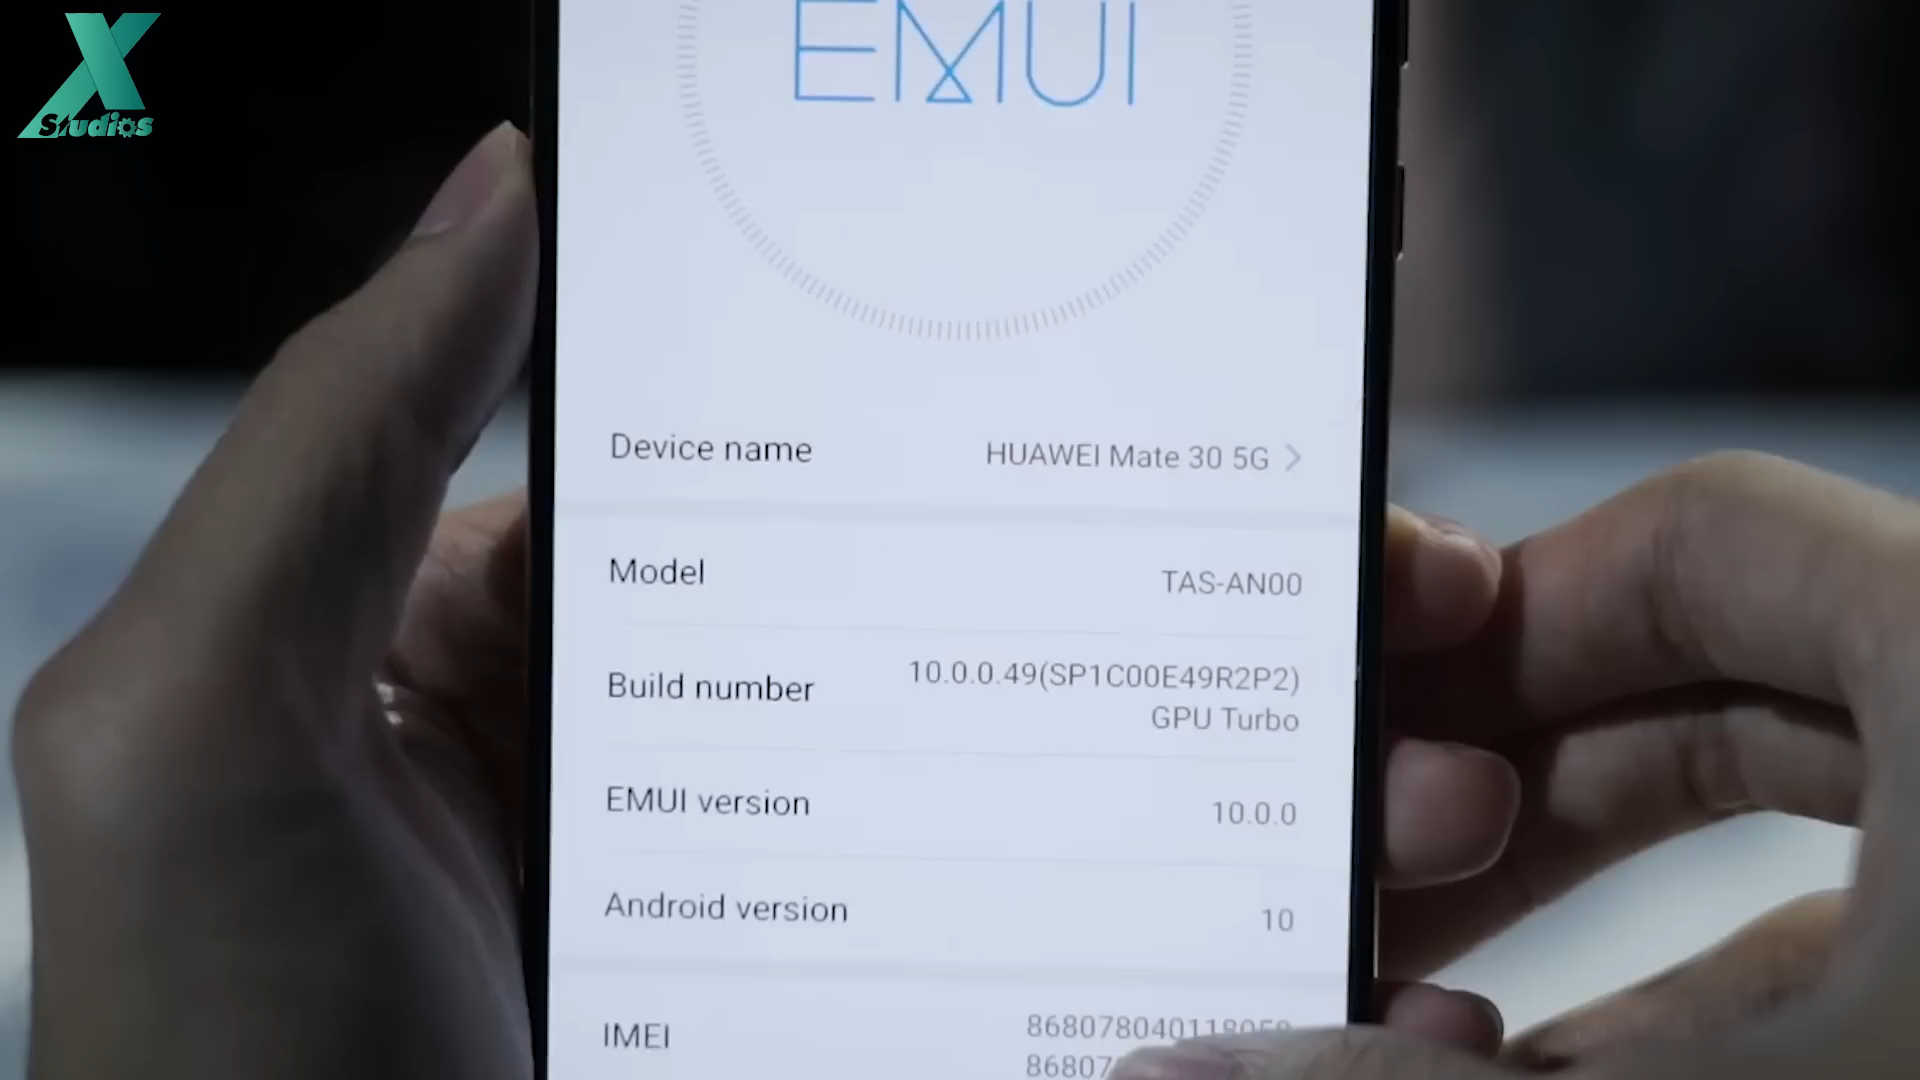 X
Studios
EMUI
Device name HUAWEI Mate 30 5G
Model TAS-AN00
Build number 10.0.0.49(SP1C00E49R2P2)
GPU Turbo
EMUI version 10.0.0
Android version 10
IMEI